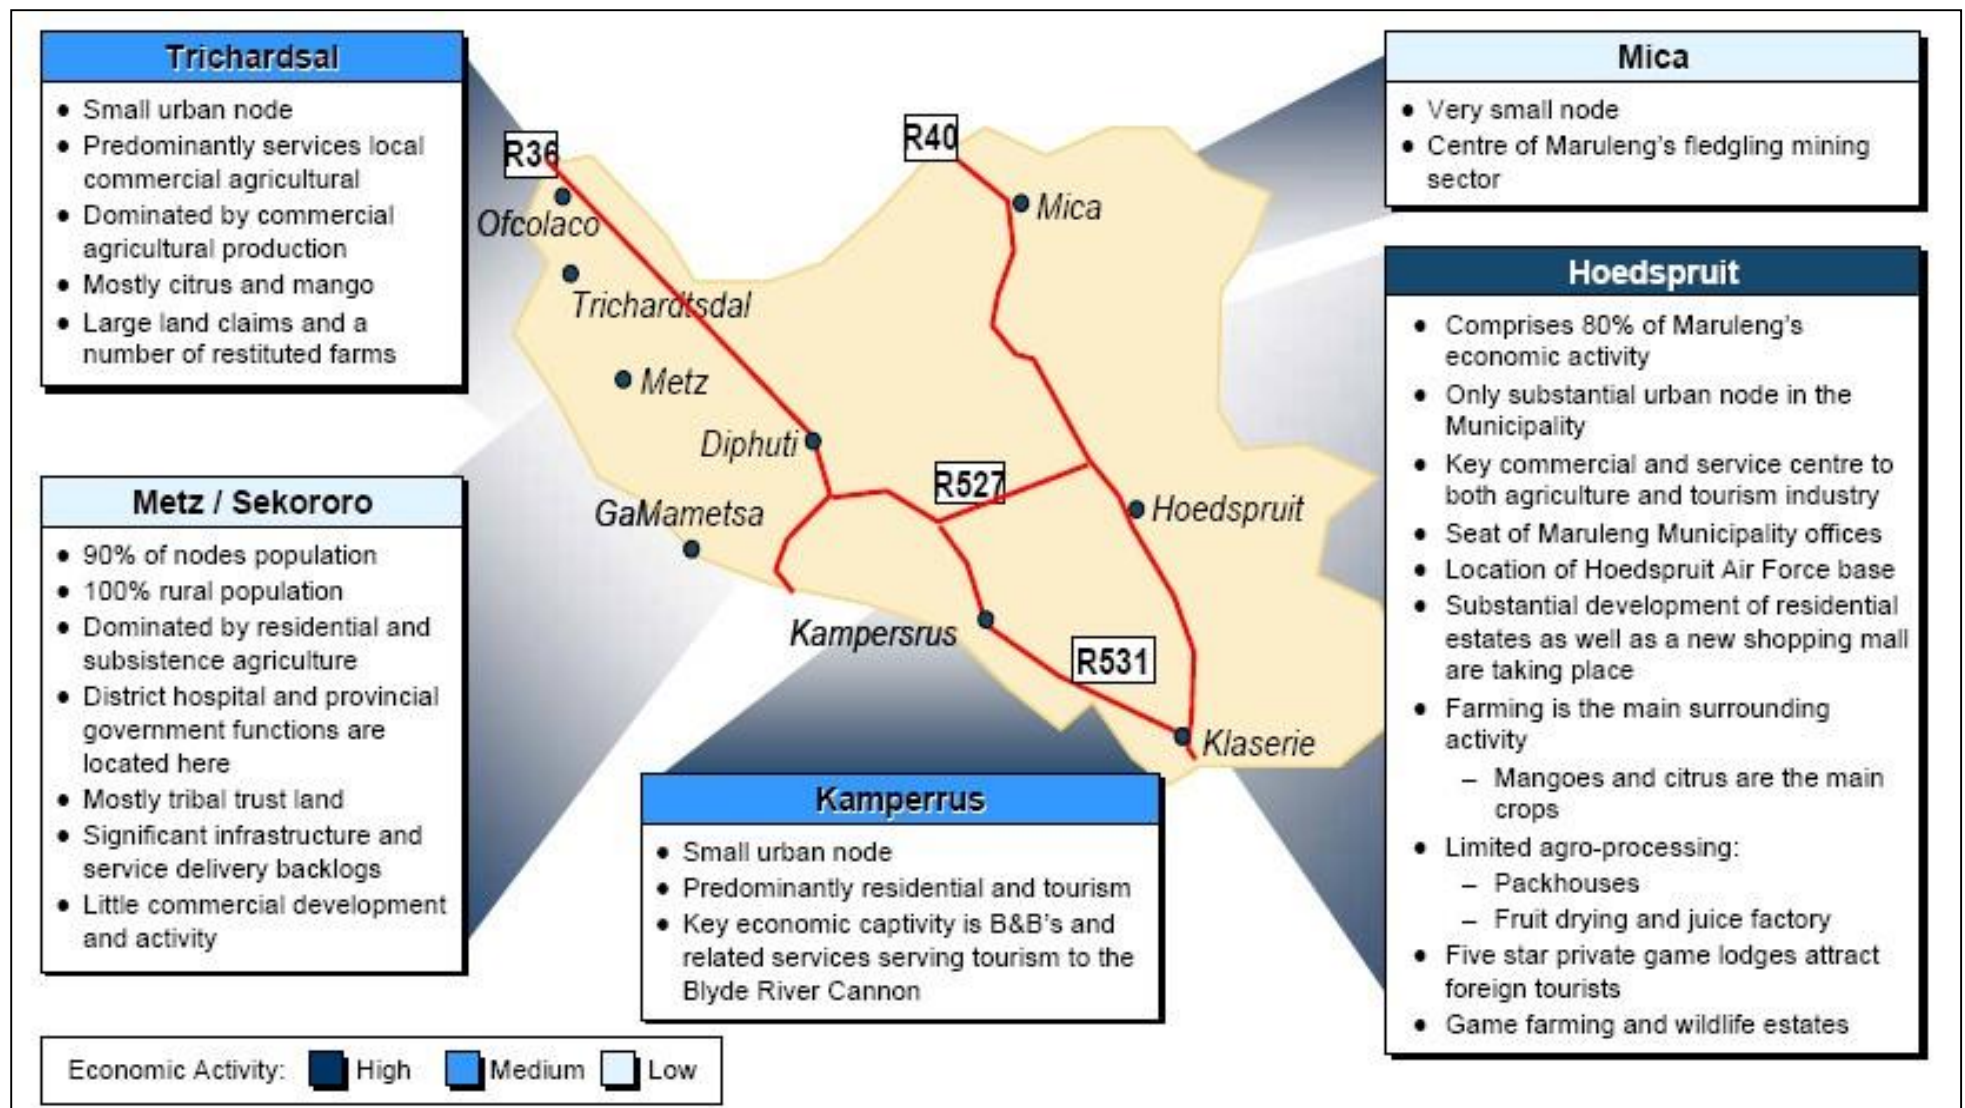 Trichardsal
● Small urban node
● Predominantly services local
commercial agricultural
● Dominated by commercial
agricultural production
● Mostly citrus and mango
● Large land claims and a
number of restituted farms
Metz / Sekororo
● 90% of nodes population
● 100% rural population
● Dominated by residential and
subsistence agriculture
● District hospital and provincial
government functions are
located here
● Mostly tribal trust land
● Significant infrastructure and
service delivery backlogs
● Little commercial development
and activity
R36
R40
Ofcolaco
Mica
Trichardtsdal
Metz
Diphuti
R527
GaMametsa
Hoedspruit
Kampersrus
R531
Klaserie
Kamperrus
● Small urban node
● Predominantly residential and tourism
● Key economic captivity is B&B's and
related services serving tourism to the
Blyde River Cannon
Mica
● Very small node
● Centre of Maruleng's fledgling mining
sector
Hoedspruit
● Comprises 80% of Maruleng's
economic activity
● Only substantial urban node in the
Municipality
● Key commercial and service centre to
both agriculture and tourism industry
● Seat of Maruleng Municipality offices
● Location of Hoedspruit Air Force base
● Substantial development of residential
estates as well as a new shopping mall
are taking place
● Farming is the main surrounding
activity
– Mangoes and citrus are the main
crops
● Limited agro-processing:
– Packhouses
– Fruit drying and juice factory
● Five star private game lodges attract
foreign tourists
● Game farming and wildlife estates
Economic Activity: High Medium Low